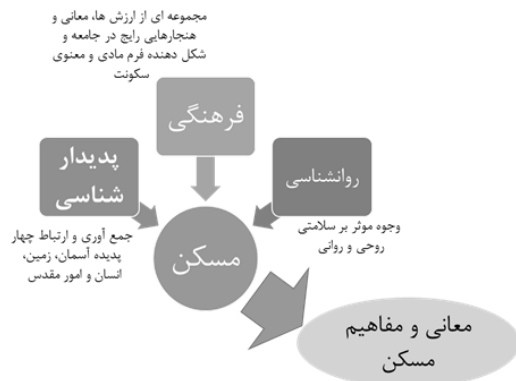 مجموعه ای از ارزش ها، معانی و
هنجارهایی رایج در جامعه و
شکل دهنده فرم مادی و معنوی
سکونت
فرهنگی
روانشناسی
وجوه موثر بر سلامتی
روحی و روانی
پدیدار
شناسی
جمع آوری و ارتباط چهار
پدیده آسمان، زمین،
انسان و امور مقدس
مسکن
معانی و مفاهیم
مسکن